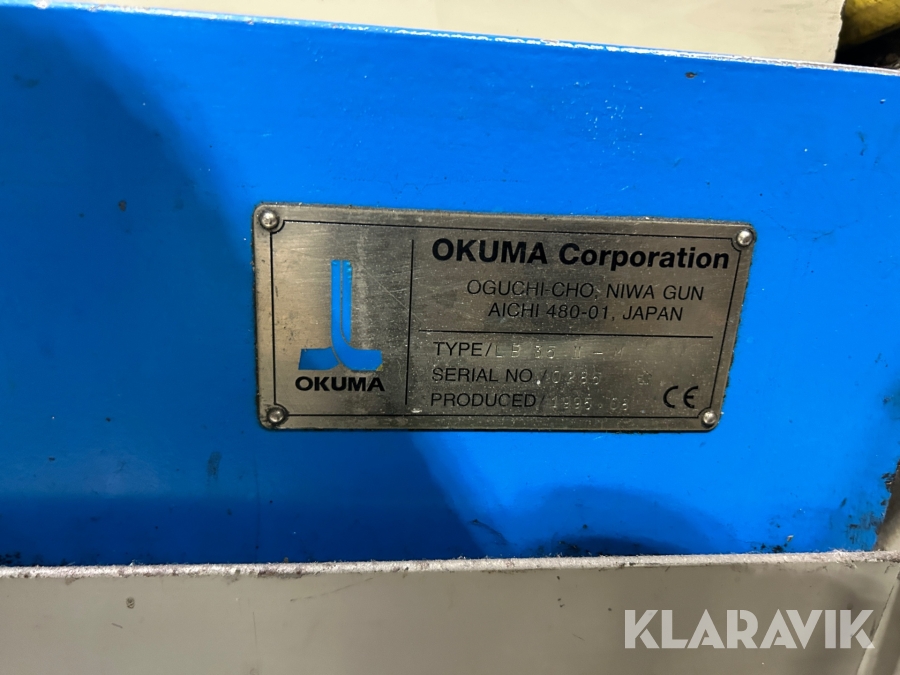 OKUMA Corporation
OGUCHI-CHO, NIWA GUN
AICHI 480-01, JAPAN
TYPE/
SERIAL NO/
PRODUCED/
CE
OKUMA
KLARAVIK